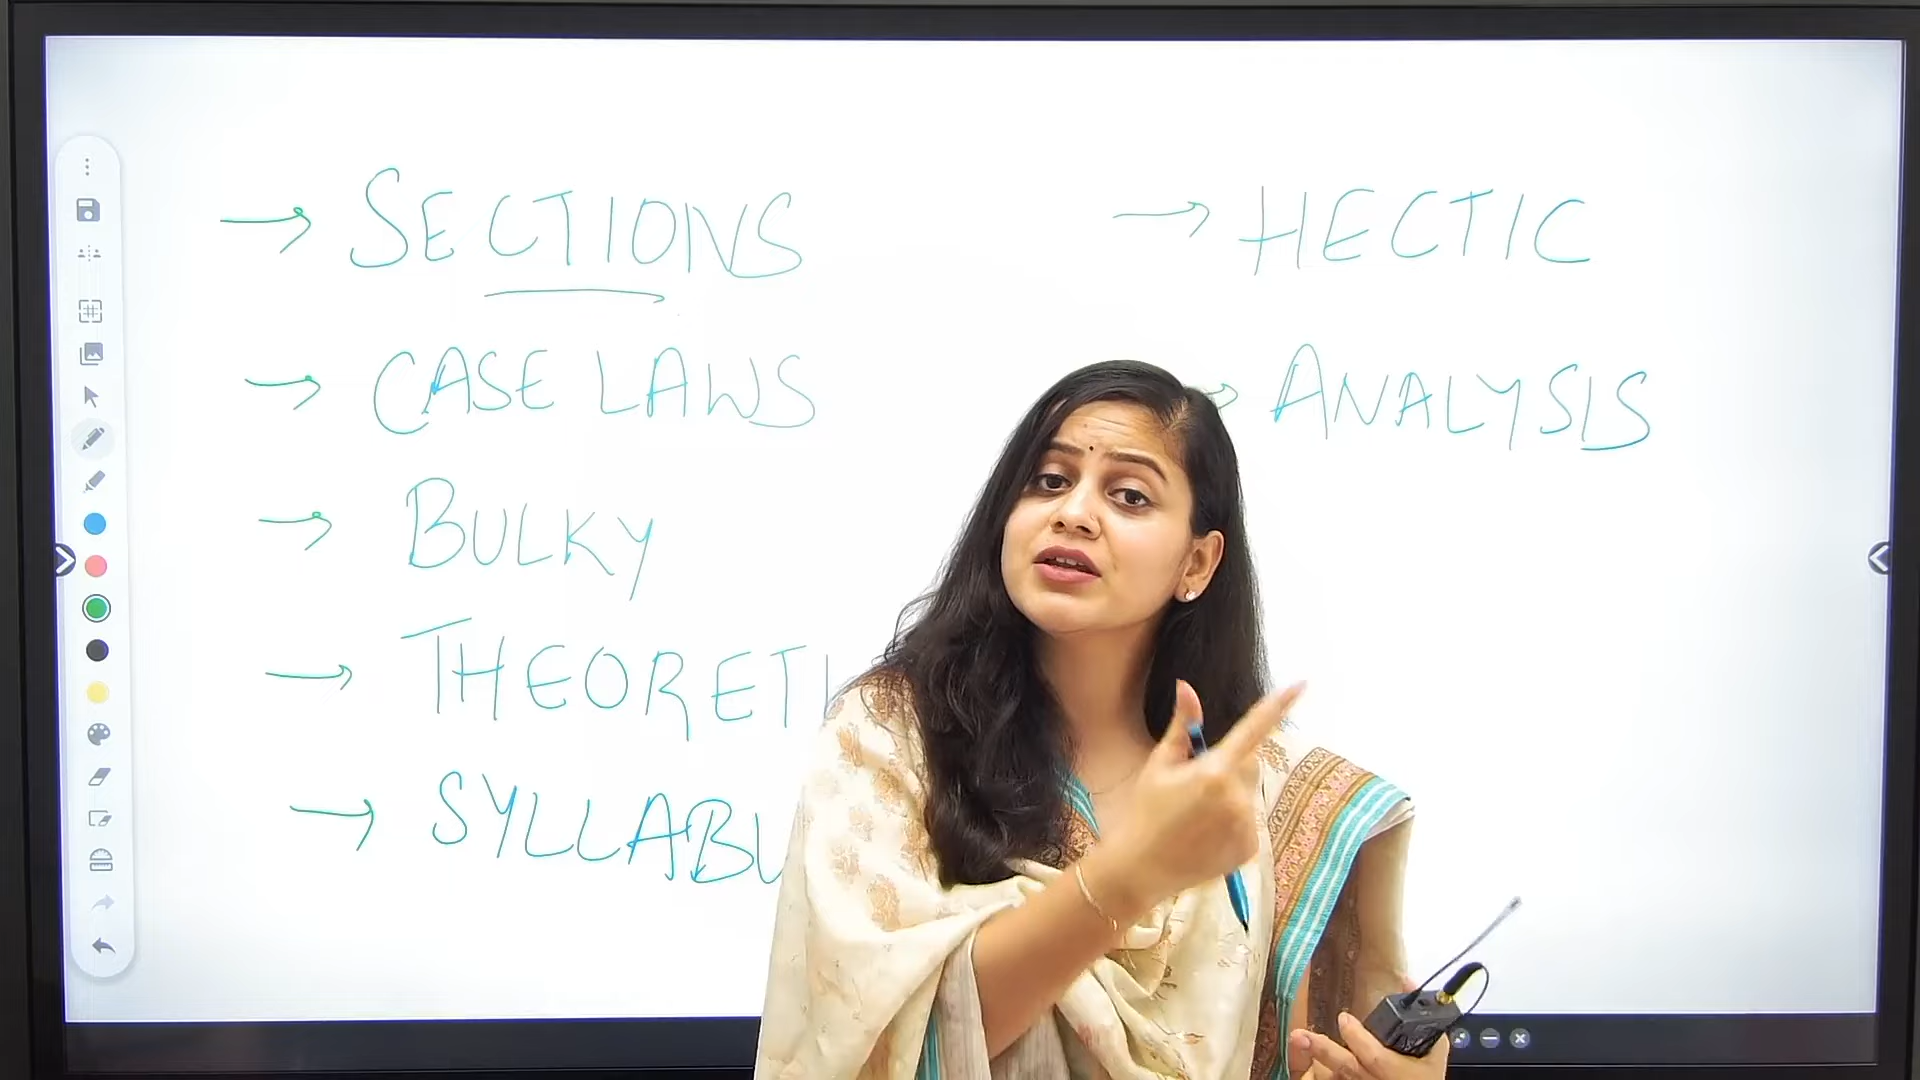 → SECTIONS
→ CASE LAWS
→ BULKY
→ THEORETI
→ SYLLABU
→ HECTIC
→ ANALYSIS